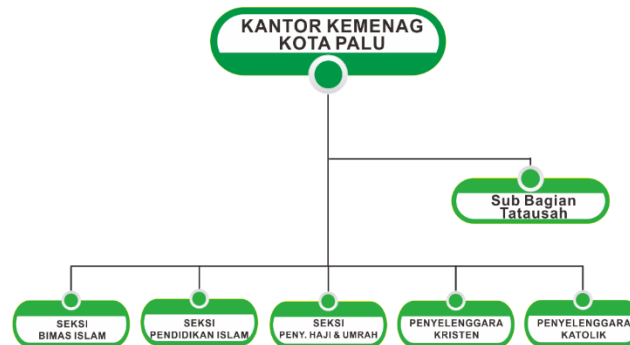 KANTOR KEMENAG
KOTA PALU
Sub Bagian
Tatausah
SEKSI
BIMAS ISLAM
SEKSI
PENDIDIKAN ISLAM
SEKSI
PENY. HAJI & UMRAH
PENYELENGGARA
KRISTEN
PENYELENGGARA
KATOLIK